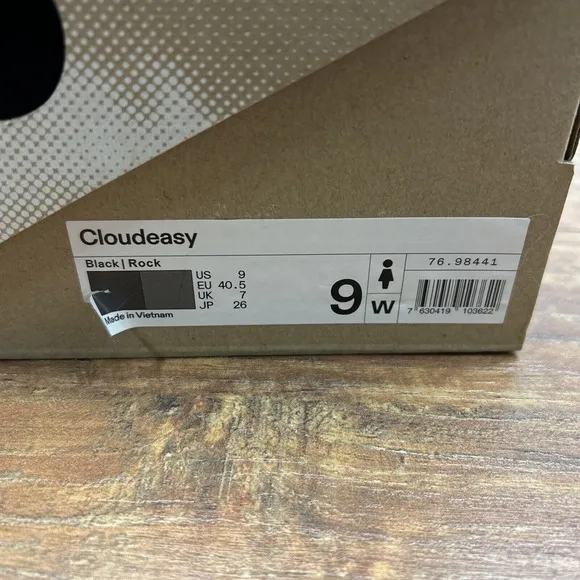 Cloudeasy
Black | Rock
US 9
EU 40.5
UK 7
JP 26
Made in Vietnam
9
W
76.98441
7 630419 103622